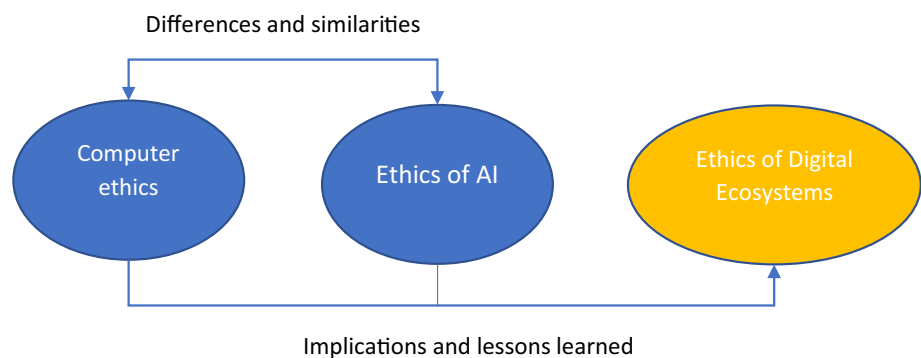 Differences and similarities
Computer
ethics
Ethics of AI
Ethics of Digital
Ecosystems
Implications and lessons learned